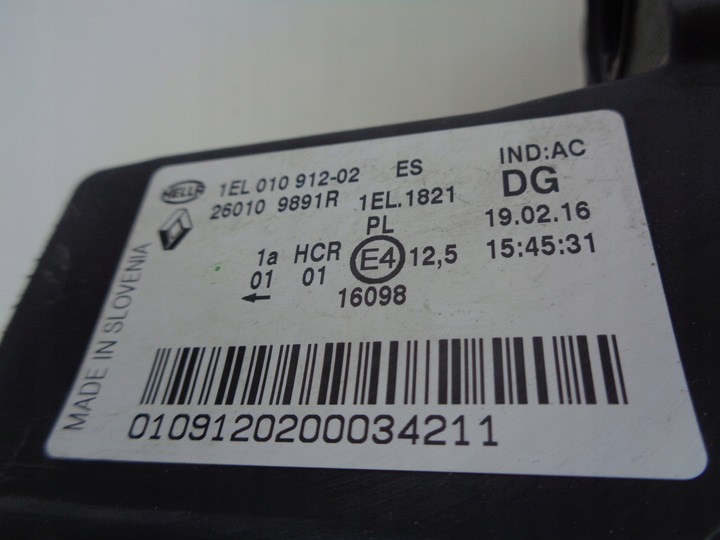 HELLA 1EL 010 912-02 ES IND:AC
26010 9891R 1EL.1821 DG
PL 19.02.16
1a HCR E4 12,5 15:45:31
01 01
16098
MADE IN SLOVENIA
0109120200034211